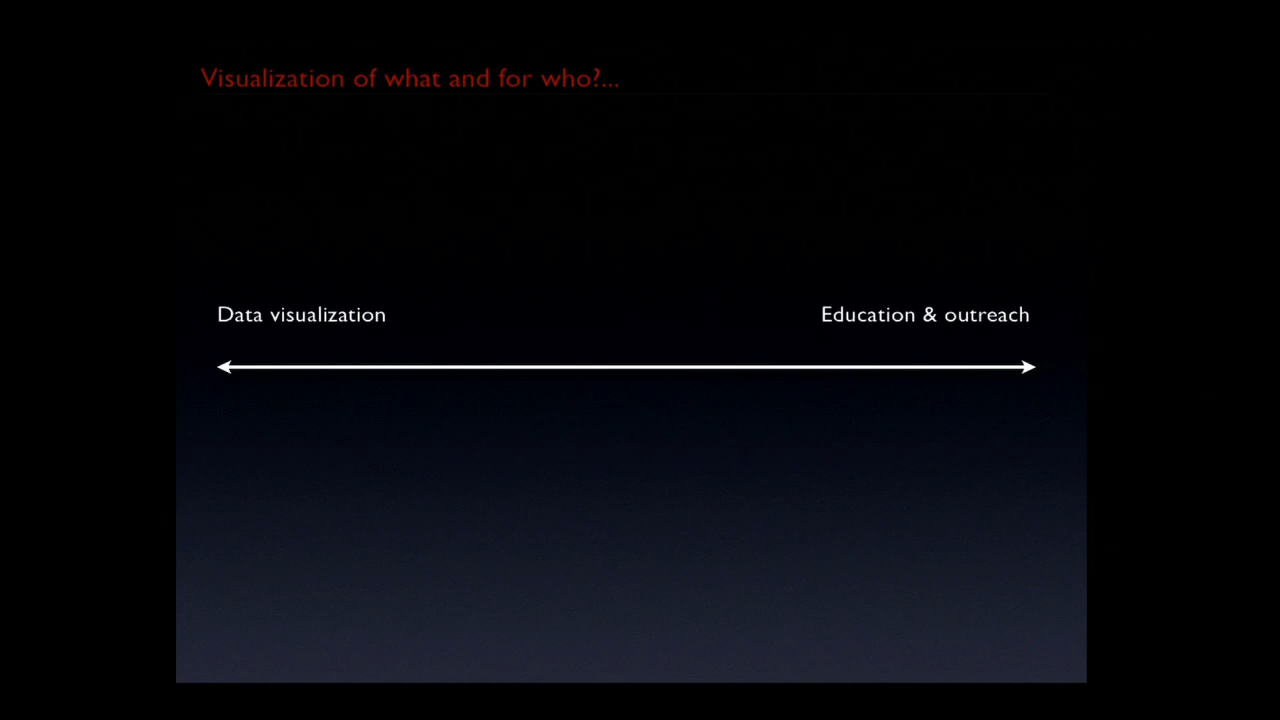 Visualization of what and for who?...
Data visualization
Education & outreach